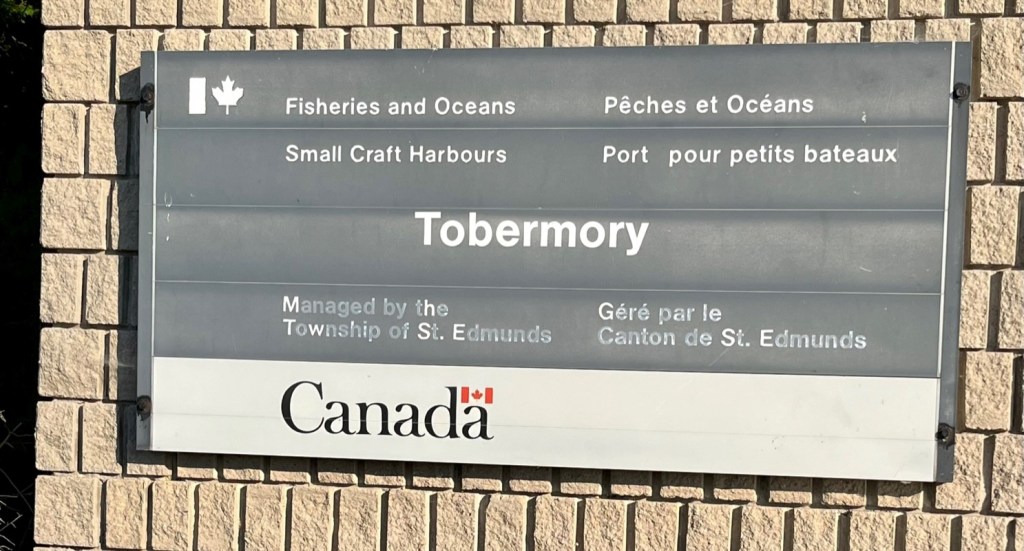 Fisheries and Oceans
Small Craft Harbours
Pêches et Océans
Port pour petits bateaux
Tobermory
Managed by the
Township of St. Edmunds
Géré par le
Canton de St. Edmunds
Canada